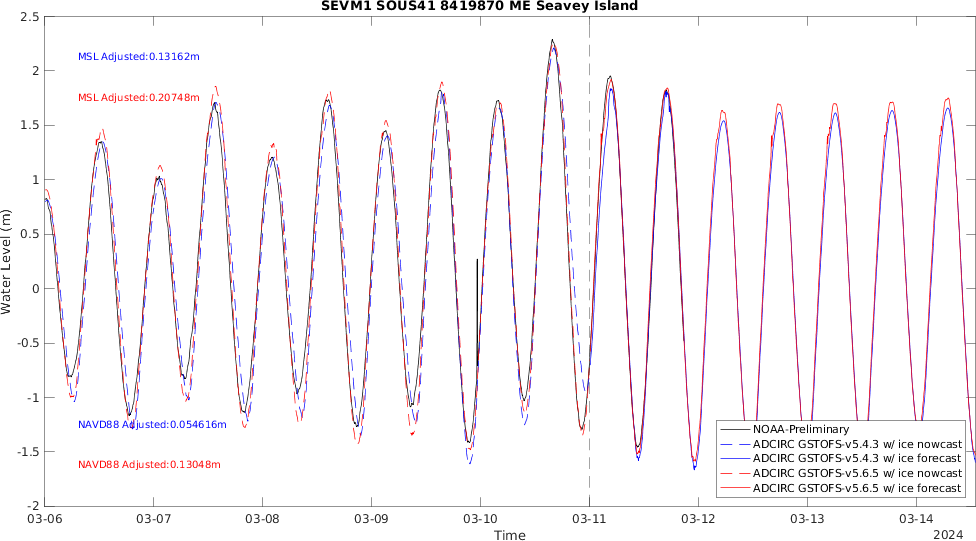 SEVM1 SOUS41 8419870 ME Seavey Island
2.5
2
1.5
1
0.5
0
-0.5
-1
-1.5
-2
Water Level (m)
MSL Adjusted:0.13162m
MSL Adjusted:0.20748m
NAVD88 Adjusted:0.054616m
NAVD88 Adjusted:0.13048m
NOAA-Preliminary
ADCIRC GSTOFS-v5.4.3 w/ ice nowcast
ADCIRC GSTOFS-v5.4.3 w/ ice forecast
ADCIRC GSTOFS-v5.6.5 w/ ice nowcast
ADCIRC GSTOFS-v5.6.5 w/ ice forecast
03-06 03-07 03-08 03-09 03-10 03-11 03-12 03-13 03-14
Time
2024